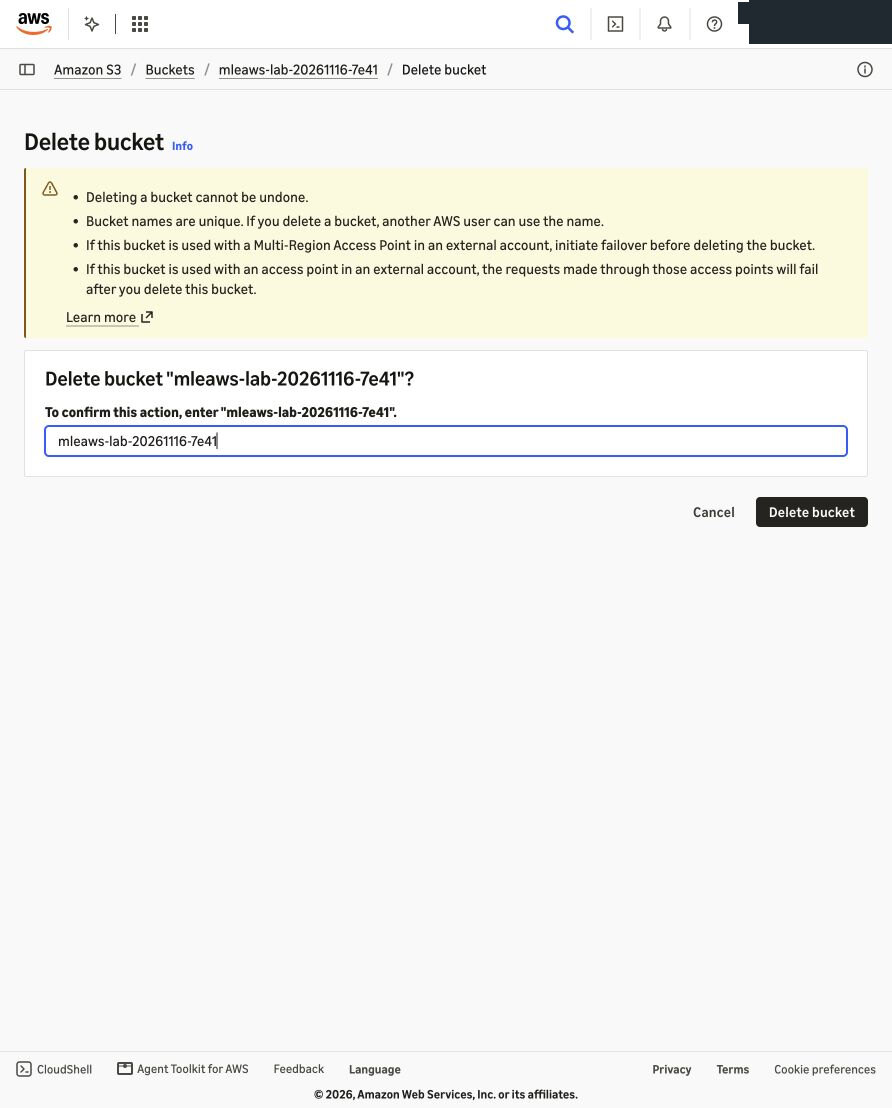 aws
Amazon S3 / Buckets / mleaws-lab-20261116-7e41 / Delete bucket
Delete bucket Info
• Deleting a bucket cannot be undone.
• Bucket names are unique. If you delete a bucket, another AWS user can use the name.
• If this bucket is used with a Multi-Region Access Point in an external account, initiate failover before deleting the bucket.
• If this bucket is used with an access point in an external account, the requests made through those access points will fail
after you delete this bucket.
Learn more
Delete bucket "mleaws-lab-20261116-7e41"?
To confirm this action, enter "mleaws-lab-20261116-7e41".
mleaws-lab-20261116-7e41
Cancel Delete bucket
CloudShell Agent Toolkit for AWS Feedback Language Privacy Terms Cookie preferences
© 2026, Amazon Web Services, Inc. or its affiliates.